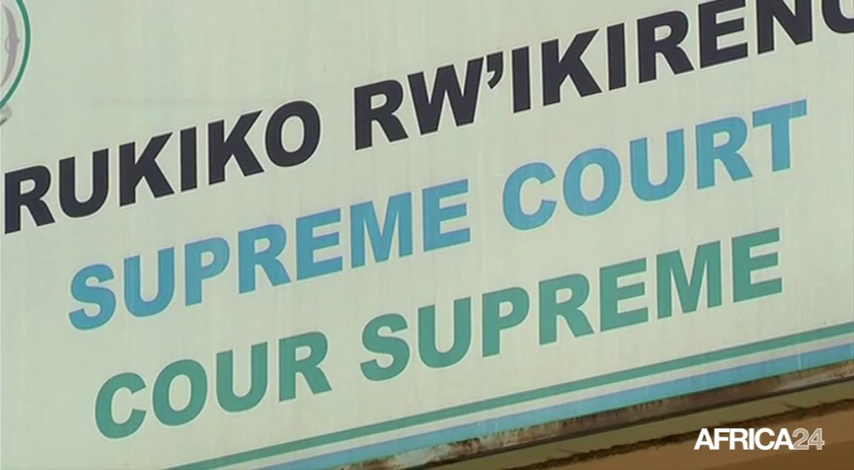 RUKIKO RW'IKIRENG
SUPREME COURT
COUR SUPREME
AFRICA24